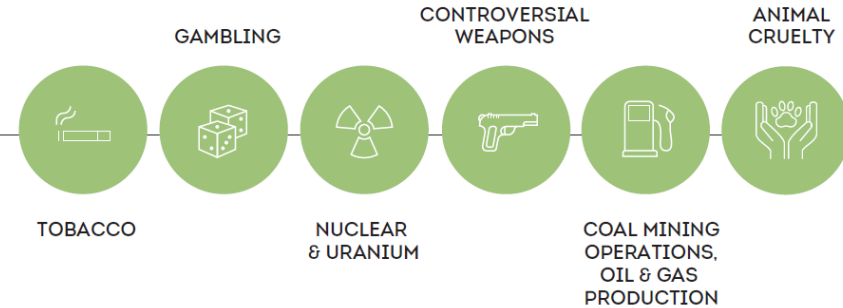 TOBACCO
GAMBLING
NUCLEAR
& URANIUM
CONTROVERSIAL
WEAPONS
COAL MINING
OPERATIONS,
OIL & GAS
PRODUCTION
ANIMAL
CRUELTY